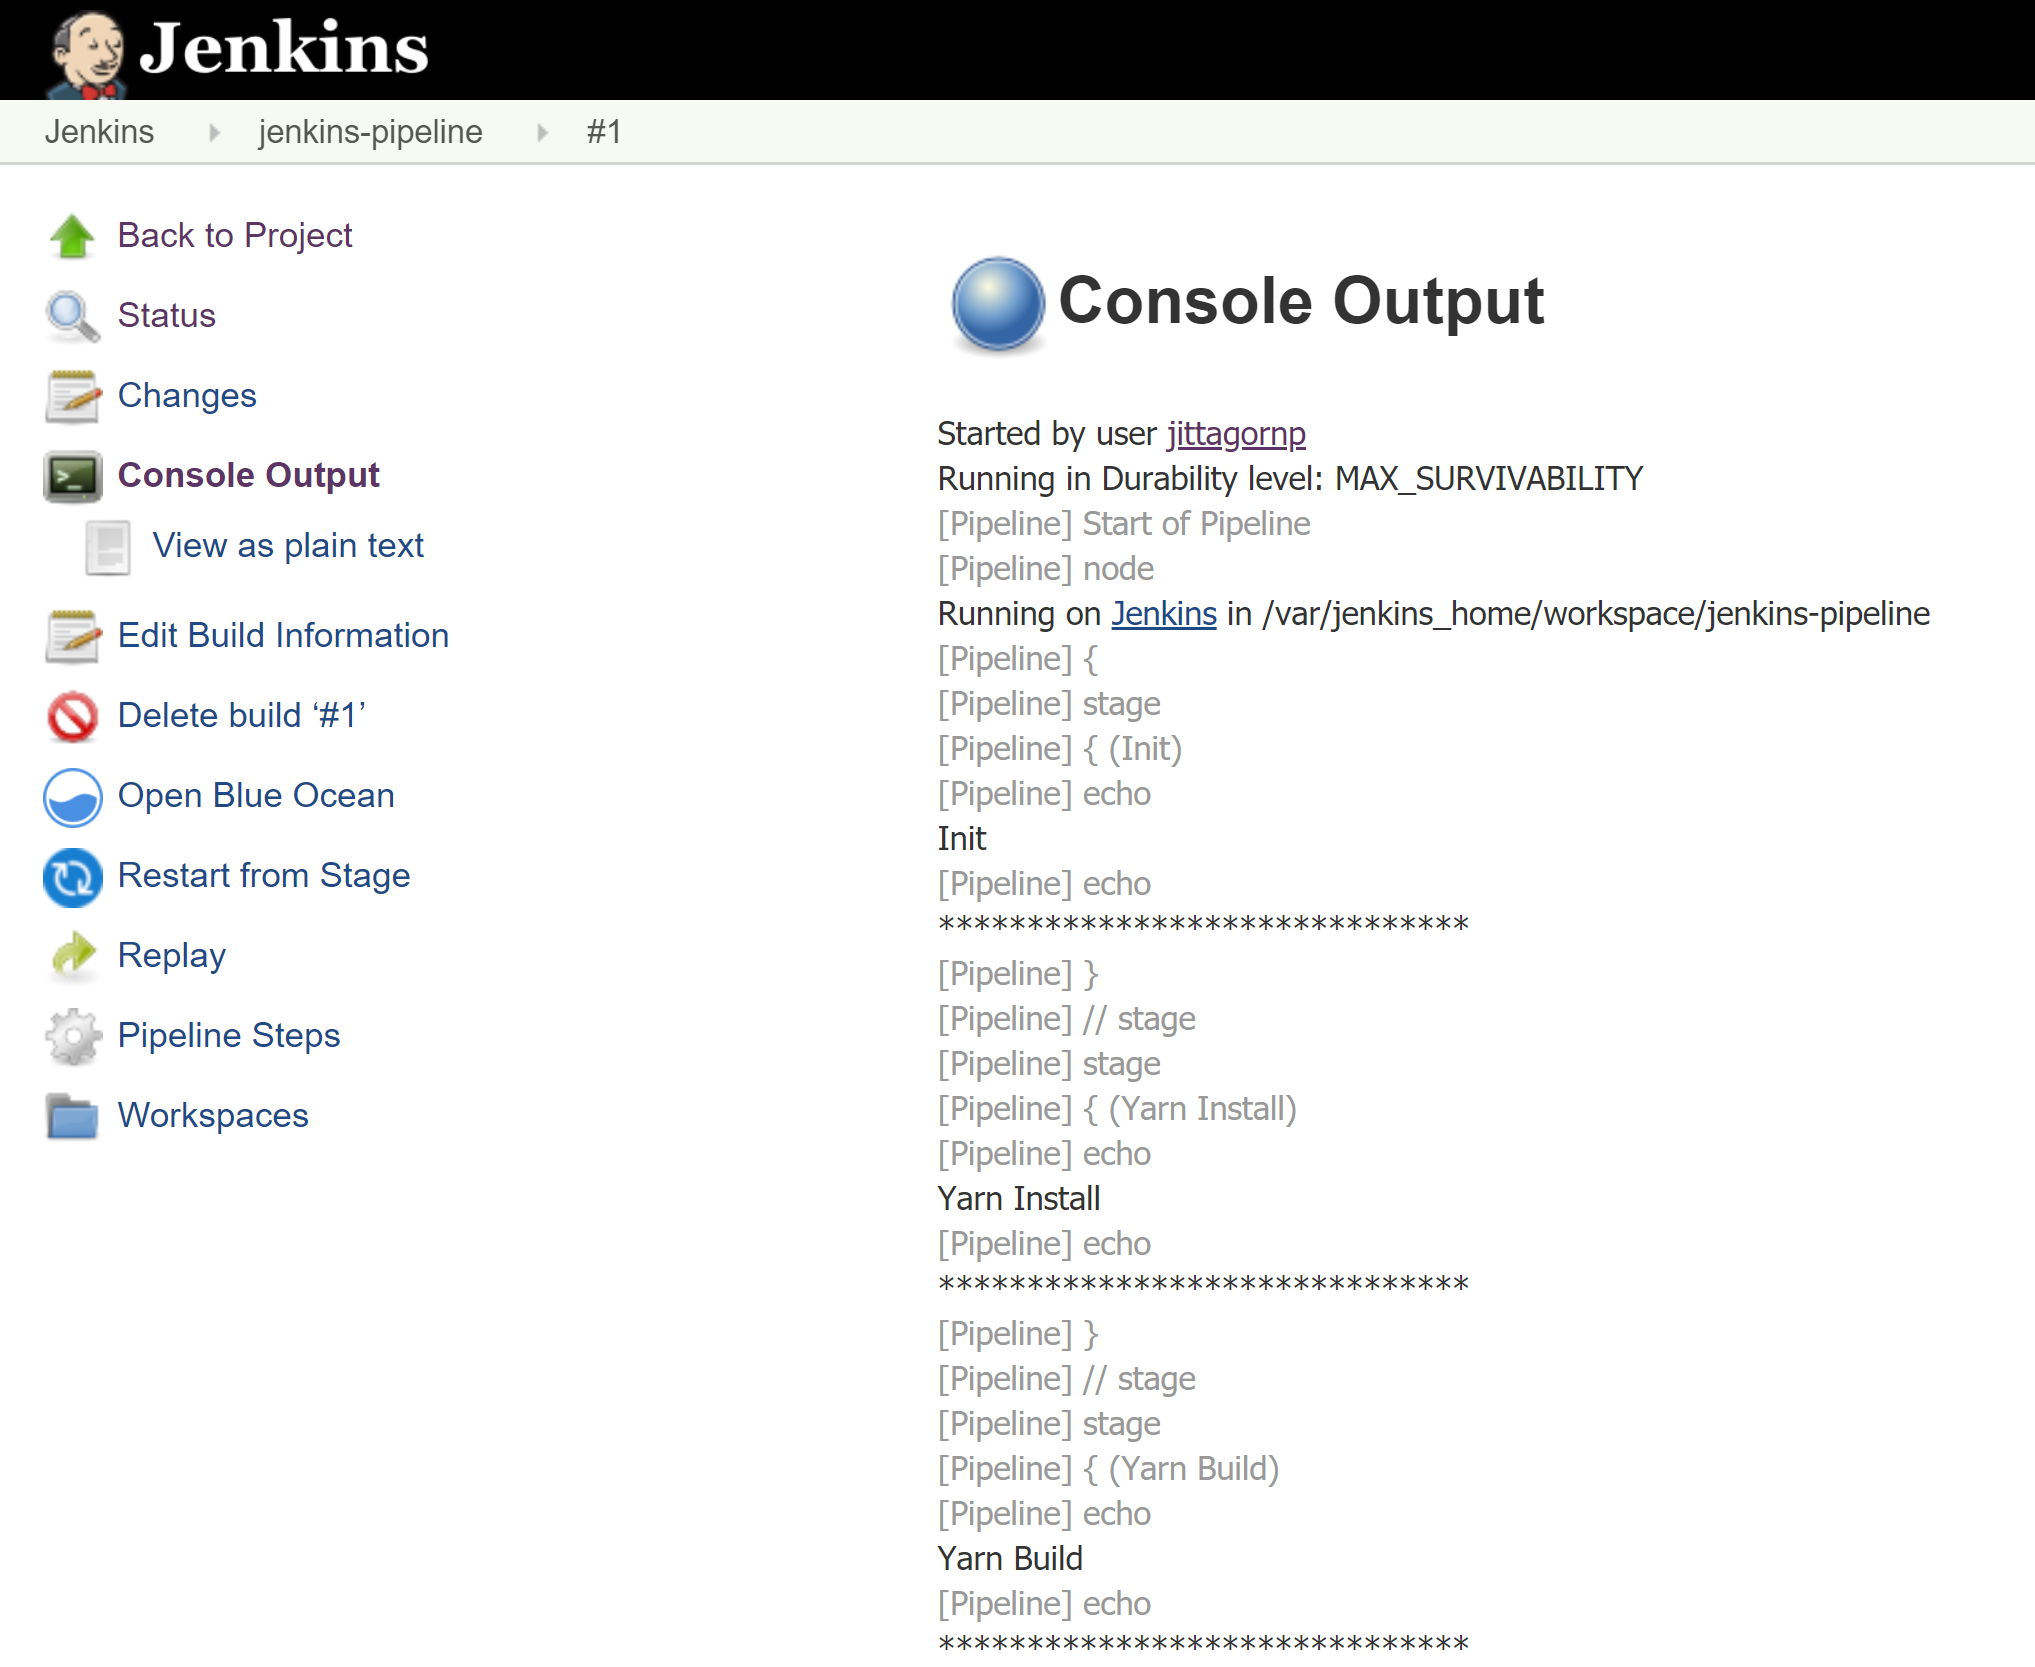 Jenkins
Jenkins jenkins-pipeline #1
Back to Project
Status
Changes
Console Output
View as plain text
Edit Build Information
Delete build ‘#1’
Open Blue Ocean
Restart from Stage
Replay
Pipeline Steps
Workspaces
Console Output
Started by user jittagornp
Running in Durability level: MAX_SURVIVABILITY
[Pipeline] Start of Pipeline
[Pipeline] node
Running on Jenkins in /var/jenkins_home/workspace/jenkins-pipeline
[Pipeline] {
[Pipeline] stage
[Pipeline] { (Init)
[Pipeline] echo
Init
[Pipeline] echo
******************************
[Pipeline] }
[Pipeline] // stage
[Pipeline] stage
[Pipeline] { (Yarn Install)
[Pipeline] echo
Yarn Install
[Pipeline] echo
******************************
[Pipeline] }
[Pipeline] // stage
[Pipeline] stage
[Pipeline] { (Yarn Build)
[Pipeline] echo
Yarn Build
[Pipeline] echo
******************************